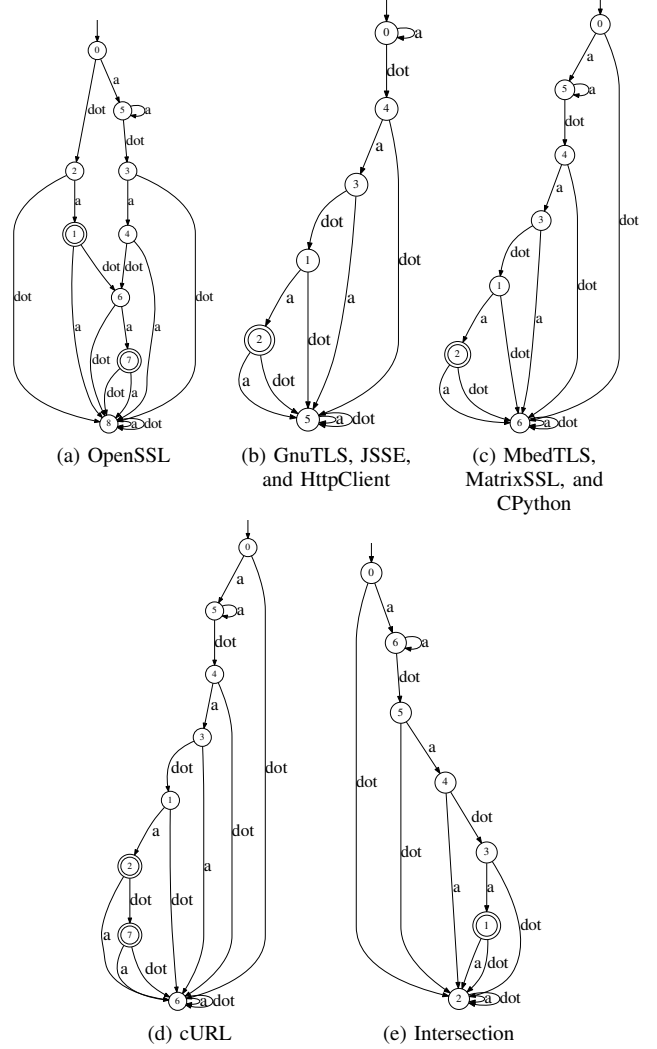 0
a
dot
5
a
dot
2
3
a
a
1
4
dot
dot
dot
dot
6
a
a
a
dot
7
dot
a
8
a
dot
(a) OpenSSL
0
a
dot
4
a
3
dot
1
dot
a
a
2
dot
a
dot
5
a
dot
(b) GnuTLS, JSSE,
and HttpClient
0
a
5
a
dot
4
a
dot
3
dot
1
a
a
2
dot
a
dot
6
a
dot
(c) MbedTLS,
MatrixSSL, and
CPython
0
a
5
a
dot
4
a
3
dot
dot
1
dot
a
a
2
dot
dot
7
a
a
dot
6
a
dot
(d) cURL
0
a
6
a
dot
5
a
dot
4
dot
3
dot
a
a
1
dot
a
dot
2
a
dot
(e) Intersection